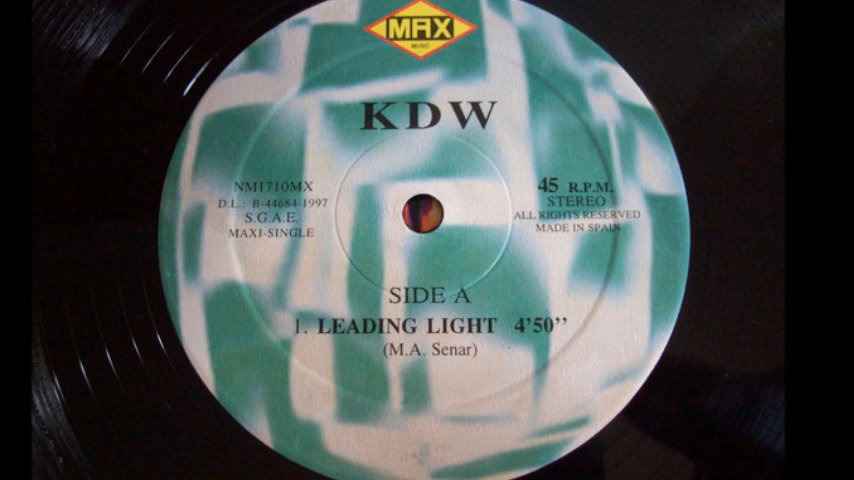 MAX
MUSIC
KDW
NM1710MX
D.L.: B-44684-1997
S.G.A.E.
MAXI-SINGLE
45 R.P.M.
STEREO
ALL RIGHTS RESERVED
MADE IN SPAIN
SIDE A
1. LEADING LIGHT 4'50''
(M.A. Senar)